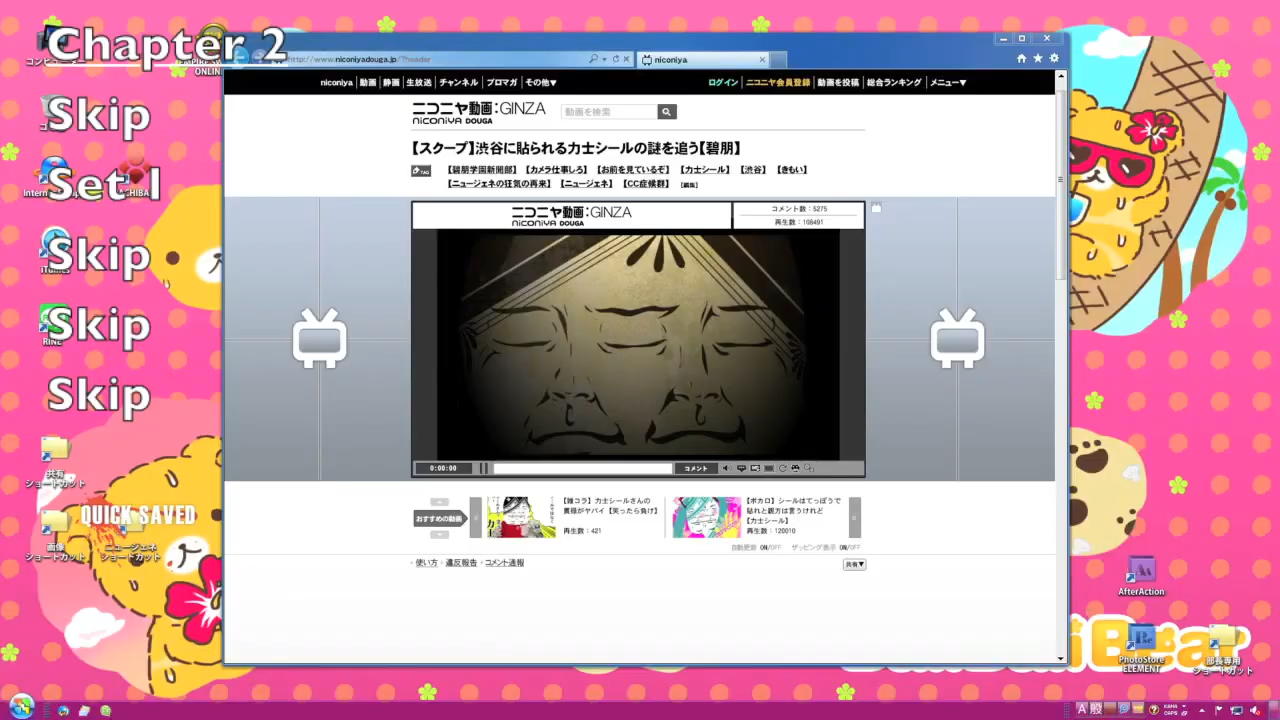 Chapter 2
Skip
Set I
Skip
Skip
Skip
コンピュー
ONLINE
http://www.niconiyadouga.jp/?header
niconiya
niconiya 動画 静画 生放送 チャンネル ブロマガ その他▼
ログイン ニコニヤ会員登録 動画を投稿 総合ランキング メニュー▼
ニコニヤ動画:GINZA
niconiya DOUGA
動画を検索
【スクープ】渋谷に貼られる力士シールの謎を追う【碧朋】
TAG 【碧朋学園新聞部】 【カメラ仕事しろ】 【お前を見ているぞ】 【力士シール】 【渋谷】 【きもい】
【ニュージェネの狂気の再来】 【ニュージェネ】 【CC症候群】 [編集]
ニコニヤ動画:GINZA
niconiya DOUGA
コメント数:5275
再生数:168491
0:00:00
コメント
おすすめの動画
【雑コラ】力士シールさんの
再生数:421
【ボカロ】シールはてっぽうで
貼れと親方は言うけれど
【力士シール】
再生数:120010
自動更新 ON/OFF ザッピング表示 ON/OFF
使い方 違反報告 コメント通報
共有▼
RINE
共有
ショートカット
QUICK SAVED
画像
ショートカット
ニュージェネ
ショートカット
AfterAction
PhotoStore
ELEMENT
部長専用
ショートカット
iBear
A 般
KANA
CAPS